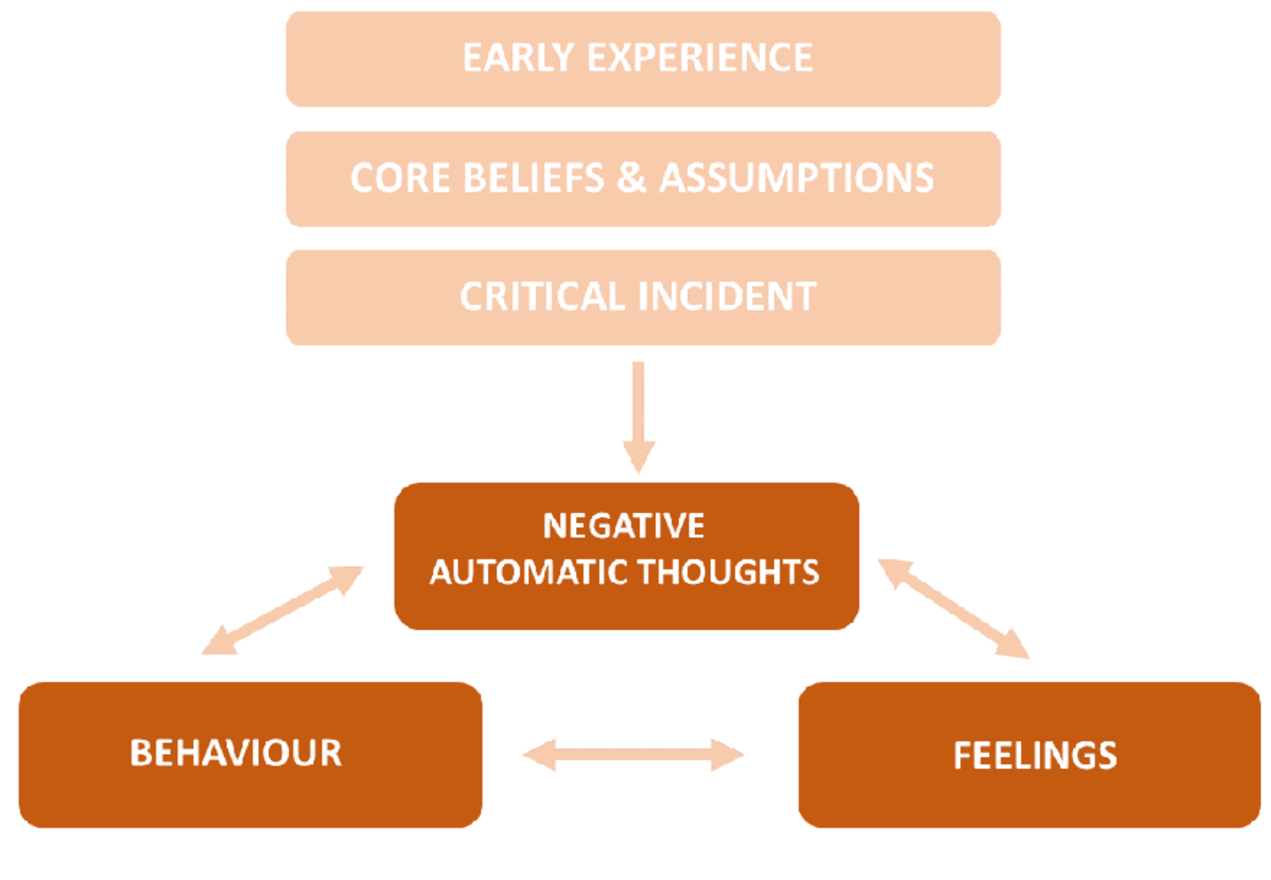 EARLY EXPERIENCE
CORE BELIEFS & ASSUMPTIONS
CRITICAL INCIDENT
NEGATIVE
AUTOMATIC THOUGHTS
BEHAVIOUR
FEELINGS